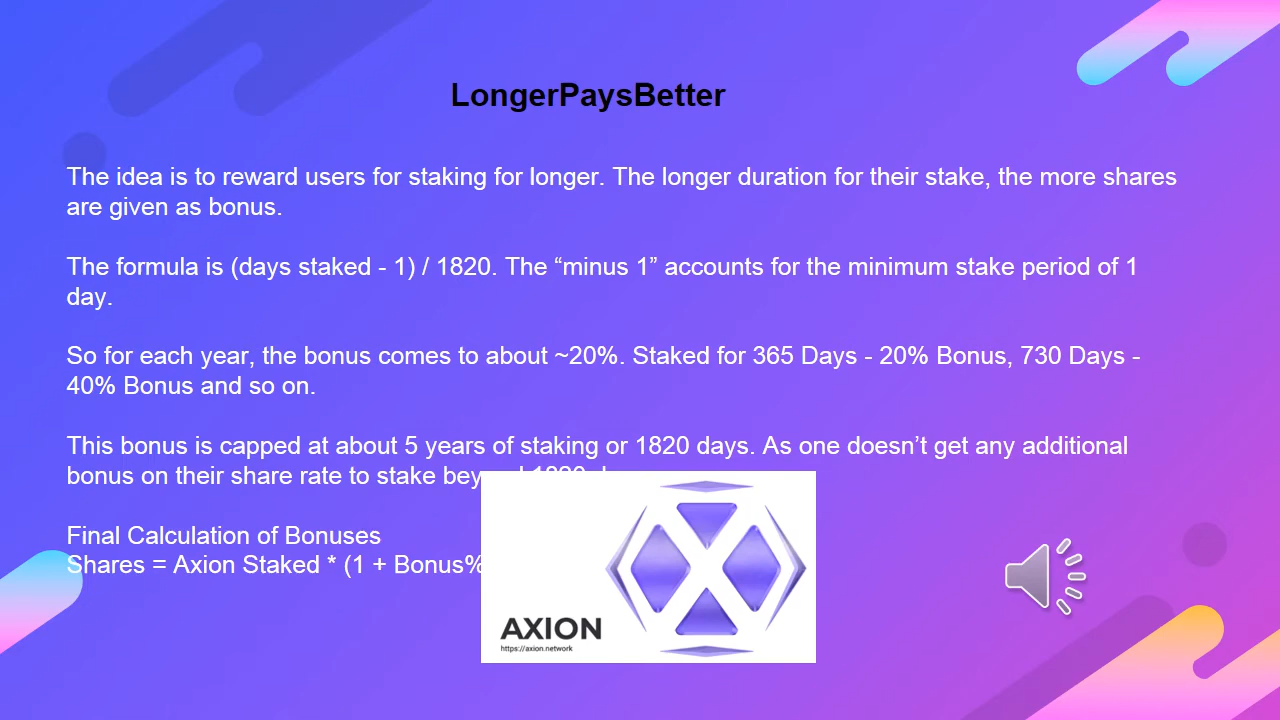 LongerPaysBetter
The idea is to reward users for staking for longer. The longer duration for their stake, the more shares
are given as bonus.
The formula is (days staked - 1) / 1820. The “minus 1” accounts for the minimum stake period of 1
day.
So for each year, the bonus comes to about ~20%. Staked for 365 Days - 20% Bonus, 730 Days -
40% Bonus and so on.
This bonus is capped at about 5 years of staking or 1820 days. As one doesn’t get any additional
bonus on their share rate to stake
Final Calculation of Bonuses
Shares = Axion Staked * (1 + Bonus%
AXION
https://axion.network